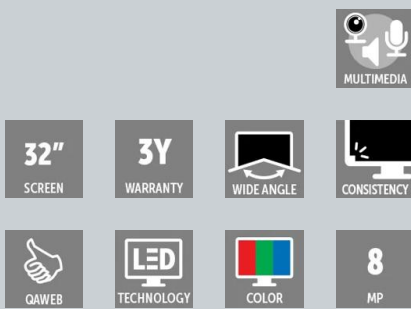 MULTIMEDIA
32"
SCREEN
3Y
WARRANTY
WIDE ANGLE
CONSISTENCY
QAWEB
LED
TECHNOLOGY
COLOR
8
MP